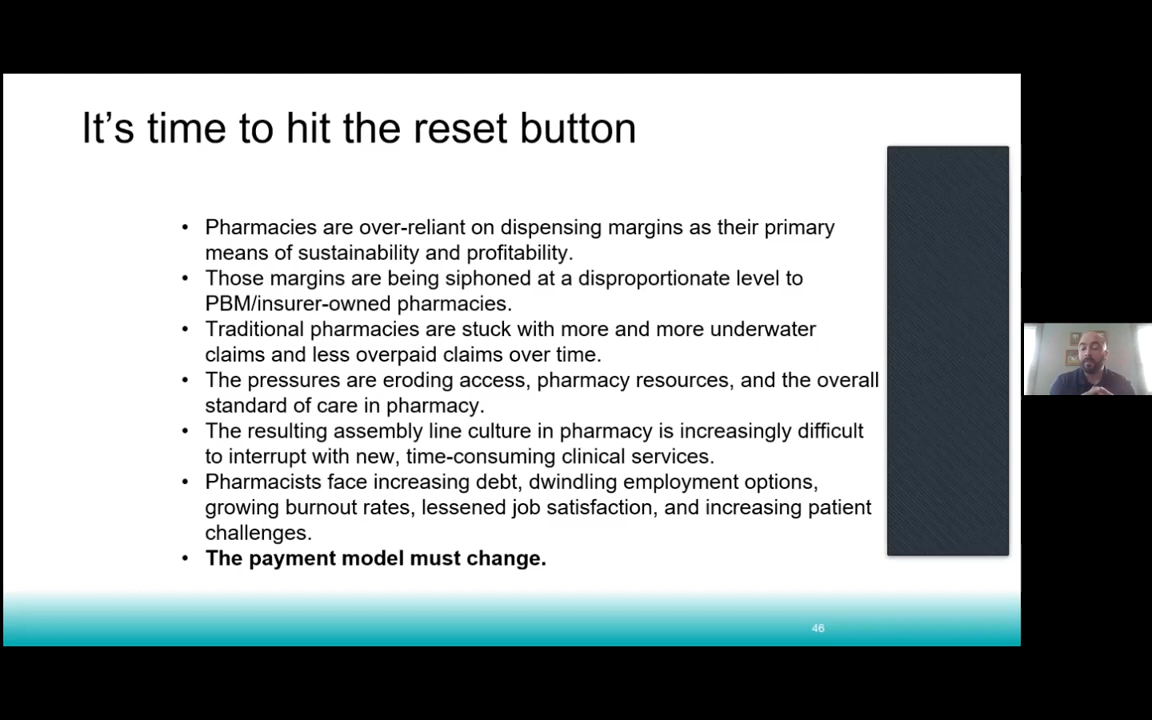 It's time to hit the reset button
• Pharmacies are over-reliant on dispensing margins as their primary
means of sustainability and profitability.
• Those margins are being siphoned at a disproportionate level to
PBM/insurer-owned pharmacies.
• Traditional pharmacies are stuck with more and more underwater
claims and less overpaid claims over time.
• The pressures are eroding access, pharmacy resources, and the overall
standard of care in pharmacy.
• The resulting assembly line culture in pharmacy is increasingly difficult
to interrupt with new, time-consuming clinical services.
• Pharmacists face increasing debt, dwindling employment options,
growing burnout rates, lessened job satisfaction, and increasing patient
challenges.
• The payment model must change.
46